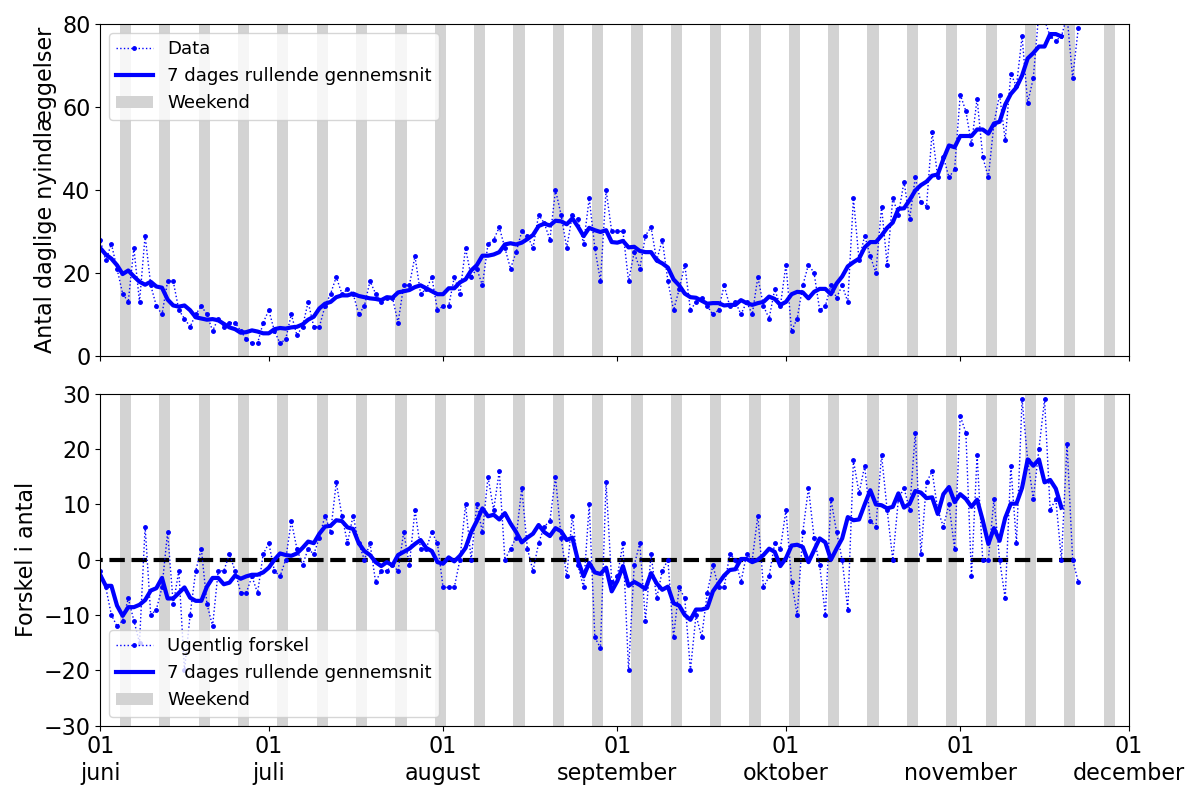 Antal daglige nyindlæggelser
80
60
40
20
0
Data
7 dages rullende gennemsnit
Weekend
Forskel i antal
30
20
10
0
−10
−20
−30
Ugentlig forskel
7 dages rullende gennemsnit
Weekend
01 01 01 01 01 01 01
juni juli august september oktober november december